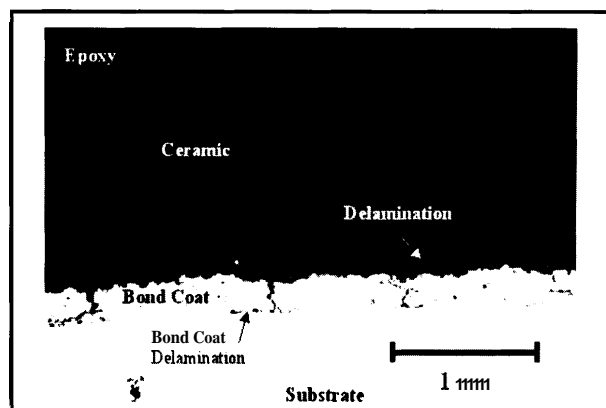 Epoxy
Ceramic
Delamination
Bond Coat
Bond Coat
Delamination
1 mm
Substrate